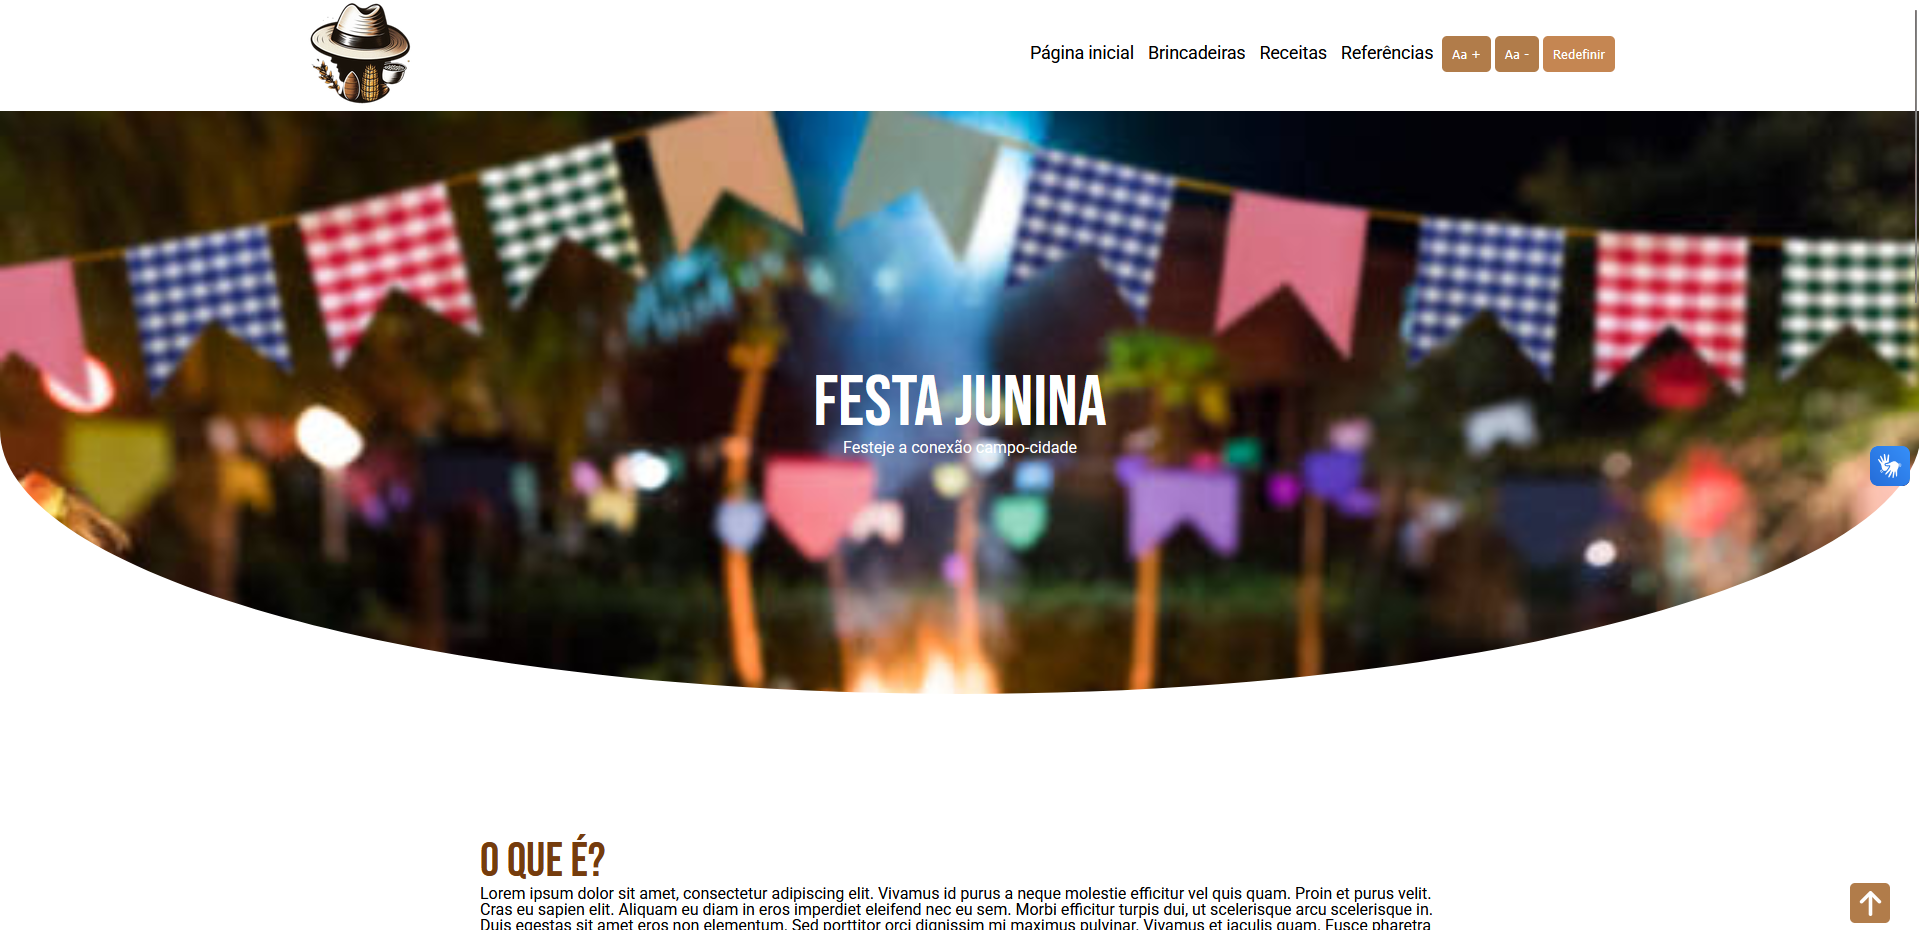 Página inicial Brincadeiras Receitas Referências Aa + Aa - Redefinir
FESTA JUNINA
Festeje a conexão campo-cidade
O QUE É?
Lorem ipsum dolor sit amet, consectetur adipiscing elit. Vivamus id purus a neque molestie efficitur vel quis quam. Proin et purus velit.
Cras eu sapien elit. Aliquam eu diam in eros imperdiet eleifend nec eu sem. Morbi efficitur turpis dui, ut scelerisque arcu scelerisque in.
Duis egestas sit amet eros non elementum. Sed porttitor orci dignissim mi maximus pulvinar. Vivamus et iaculis quam. Fusce pharetra